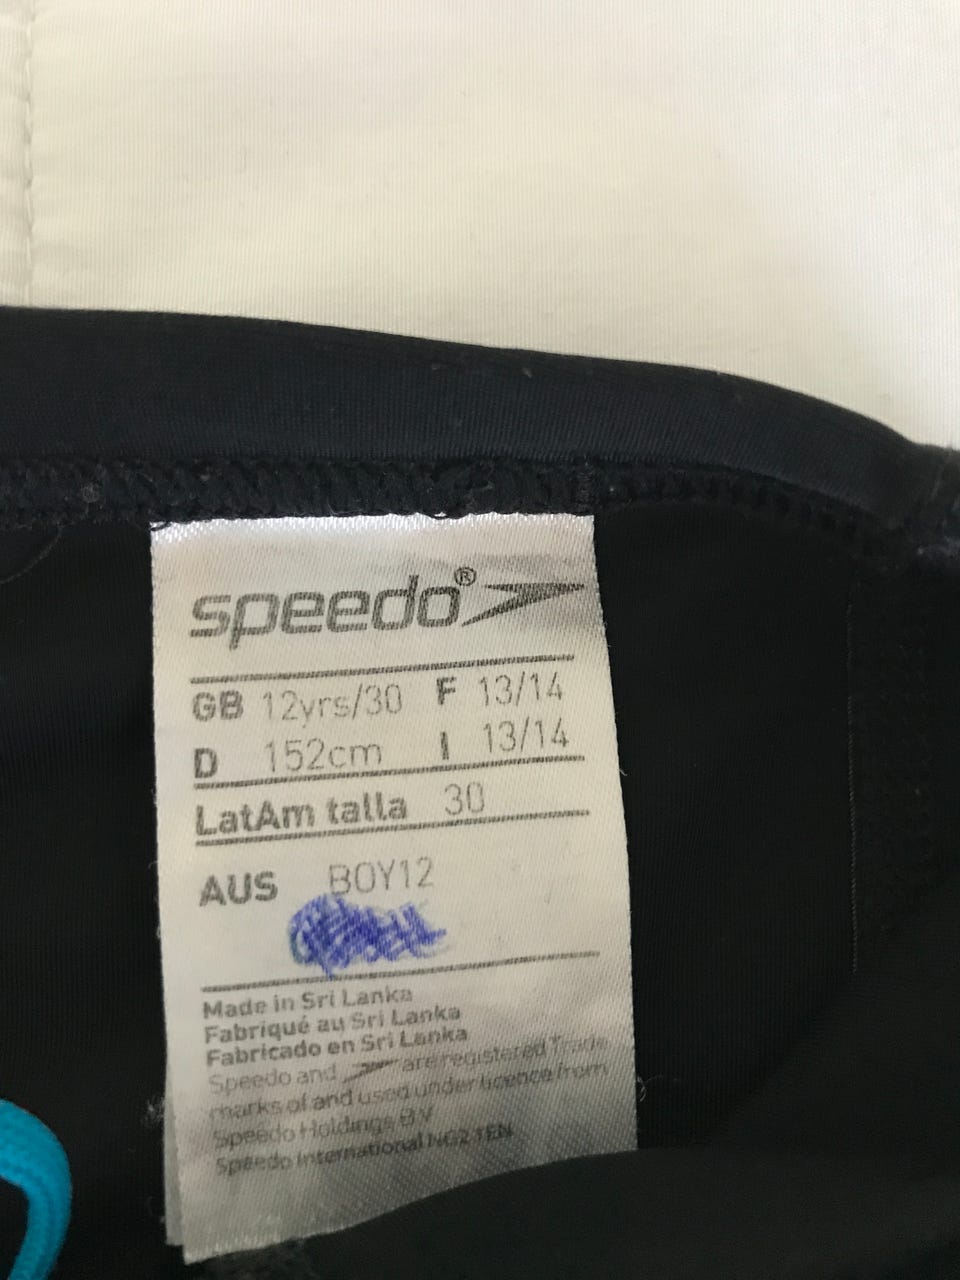 speedo®
GB 12yrs/30 F 13/14
D 152cm I 13/14
LatAm talla 30
AUS BOY12
Made in Sri Lanka
Fabriqué au Sri Lanka
Fabricado en Sri Lanka
Speedo and are registered Trade
marks of and used under licence from
Speedo Holdings B.V
Speedo International NG2 1EN